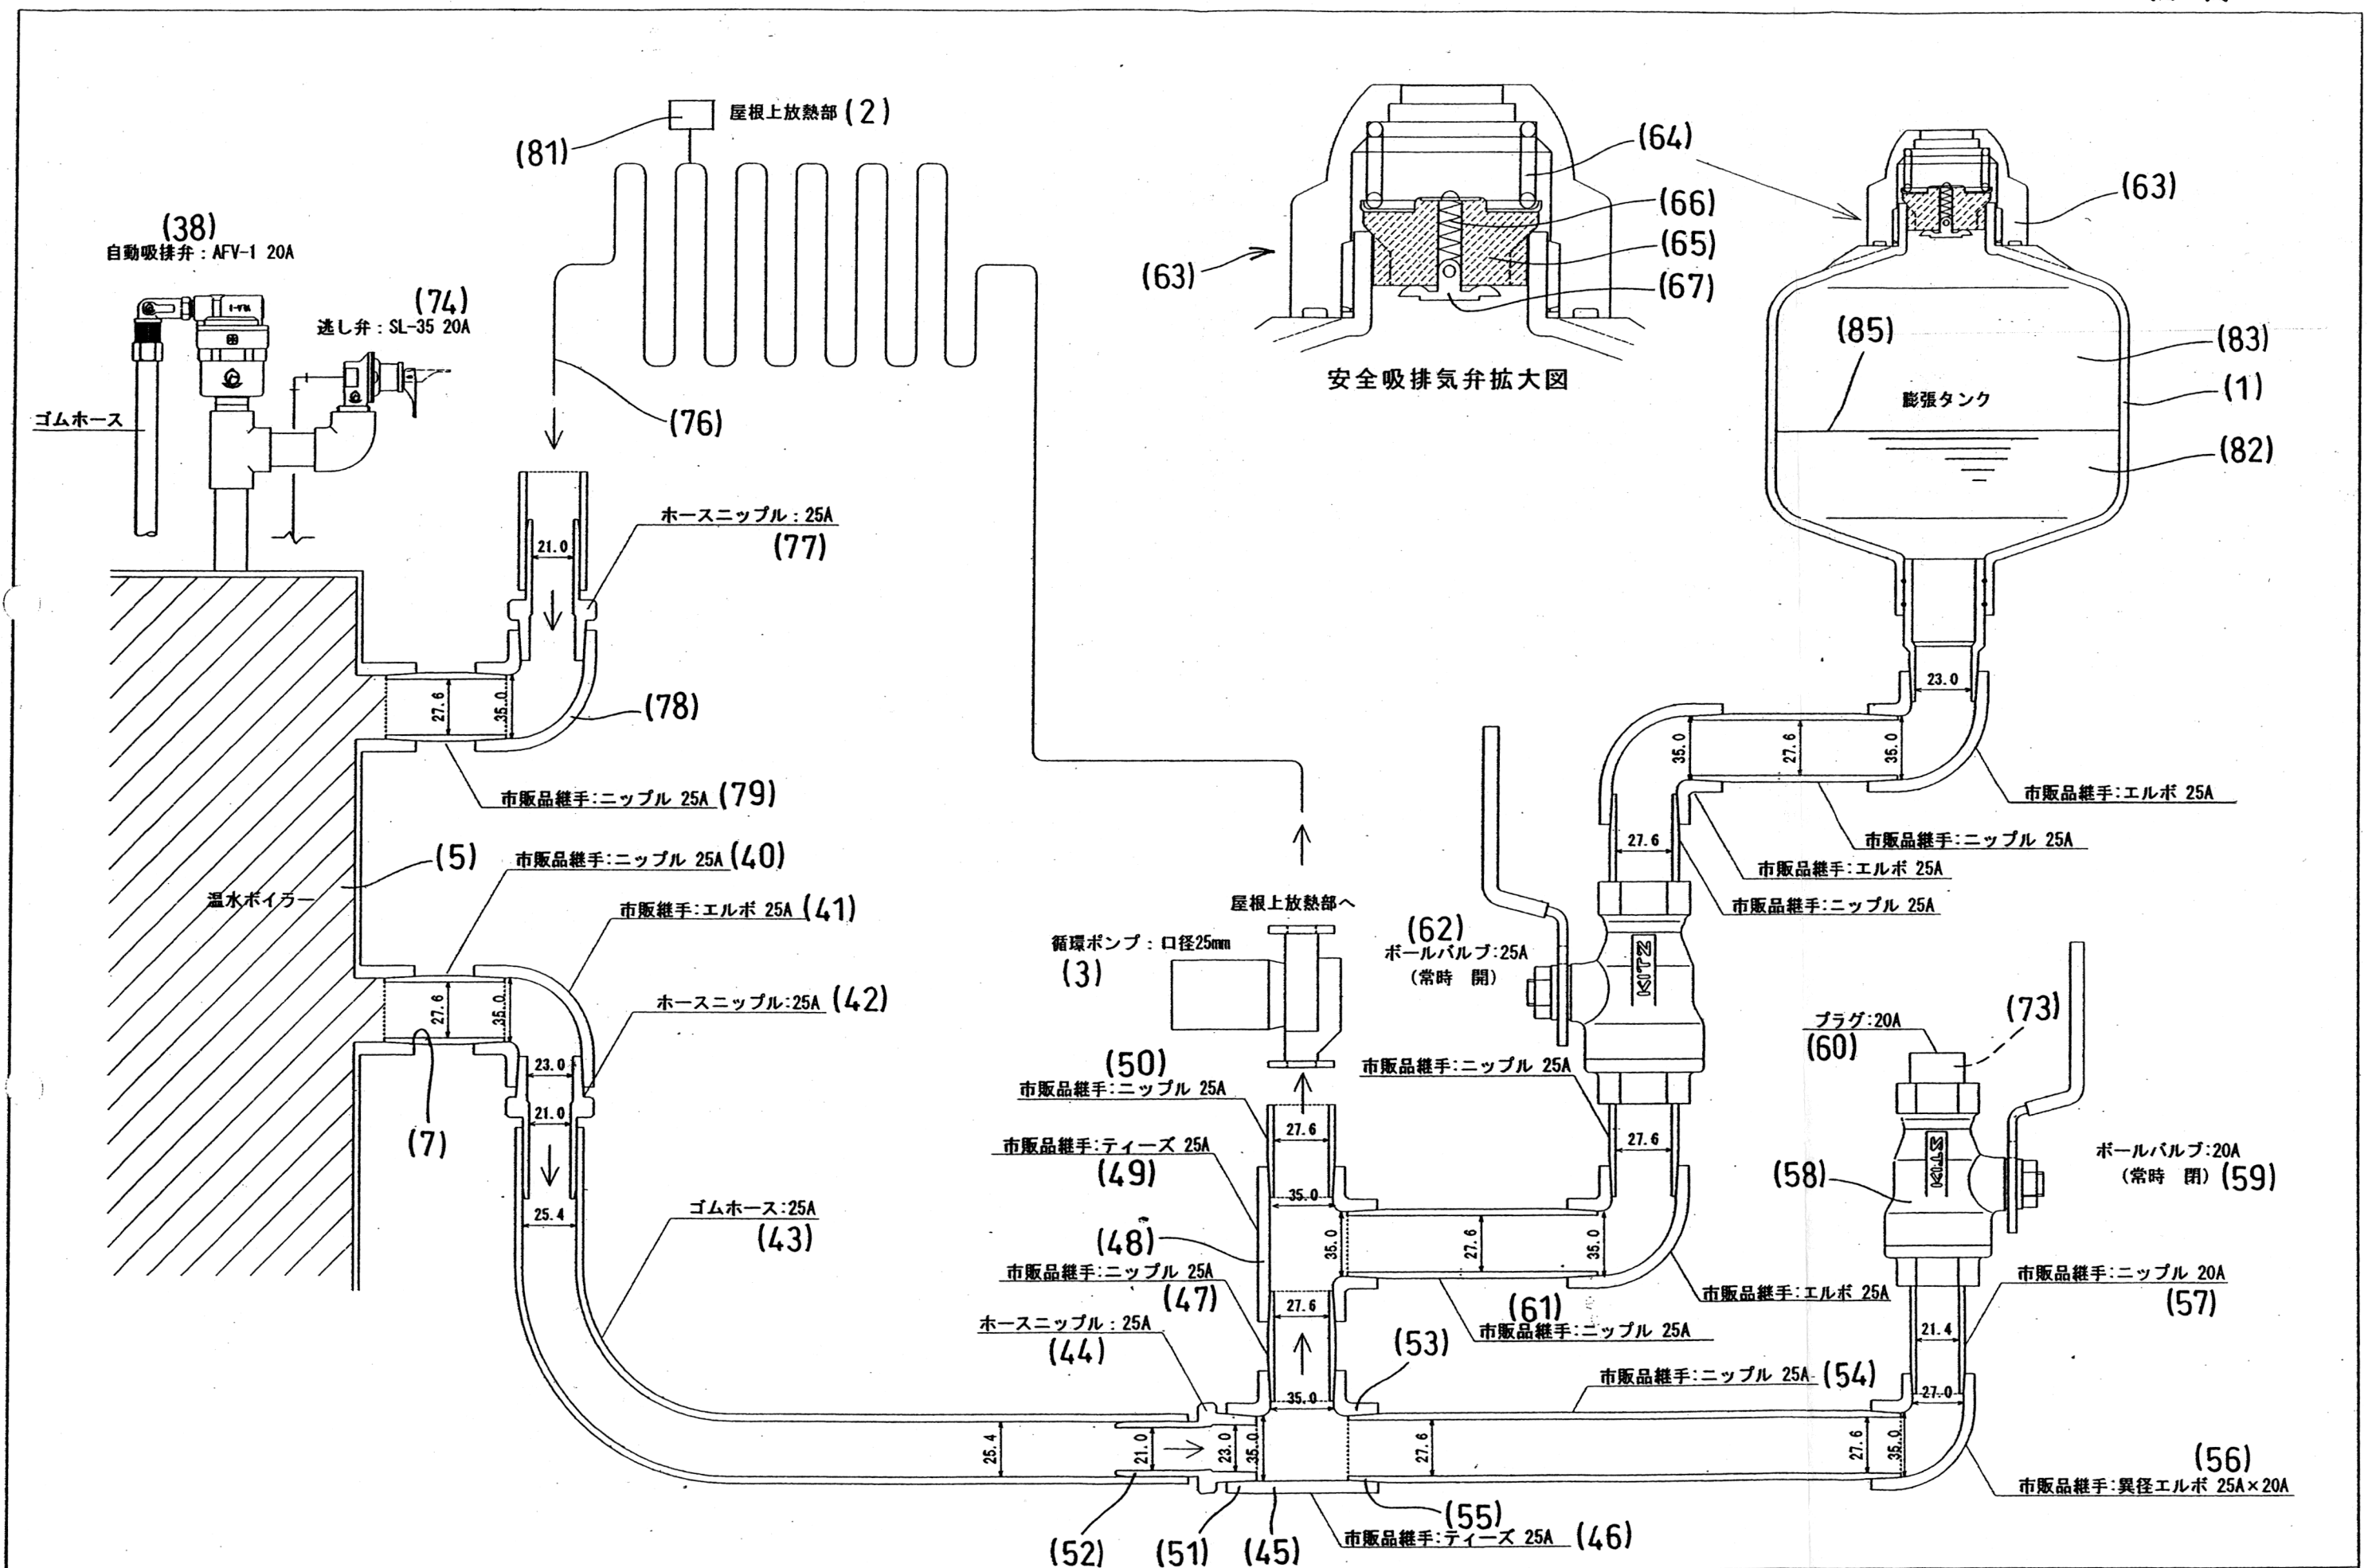 屋根上放熱部 (2)
(81)
(38)
自動吸排弁:AFV-1 20A
(74)
逃し弁:SL-35 20A
ゴムホース
(76)
ホースニップル:25A
(77)
21.0
27.6
35.0
(78)
市販品継手:ニップル 25A (79)
(5)
温水ボイラー
市販品継手:ニップル 25A (40)
市販継手:エルボ 25A (41)
ホースニップル:25A (42)
27.6
35.0
23.0
21.0
(7)
25.4
ゴムホース:25A
(43)
25.4
21.0
23.0
35.0
(52)
(51)
(45)
(64)
(66)
(65)
(67)
(63)
安全吸排気弁拡大図
(63)
(85)
(83)
膨張タンク
(1)
(82)
23.0
35.0
27.6
35.0
市販品継手:エルボ 25A
市販品継手:ニップル 25A
市販品継手:エルボ 25A
市販品継手:ニップル 25A
27.6
屋根上放熱部へ
循環ポンプ:口径25mm
(3)
(62)
ボールバルブ:25A
(常時 開)
KITZ
(50)
市販品継手:ニップル 25A
27.6
市販品継手:ニップル 25A
27.6
市販品継手:ティーズ 25A
(49)
35.0
(48)
35.0
27.6
35.0
市販品継手:ニップル 25A
(47)
27.6
市販品継手:エルボ 25A
(61)
市販品継手:ニップル 25A
ホースニップル:25A
(44)
(53)
35.0
市販品継手:ニップル 25A (54)
27.6
27.6
35.0
(55)
市販品継手:ティーズ 25A (46)
プラグ:20A
(60)
(73)
KITZ
(58)
ボールバルブ:20A
(常時 閉) (59)
市販品継手:ニップル 20A
(57)
21.4
27.0
(56)
市販品継手:異径エルボ 25A×20A